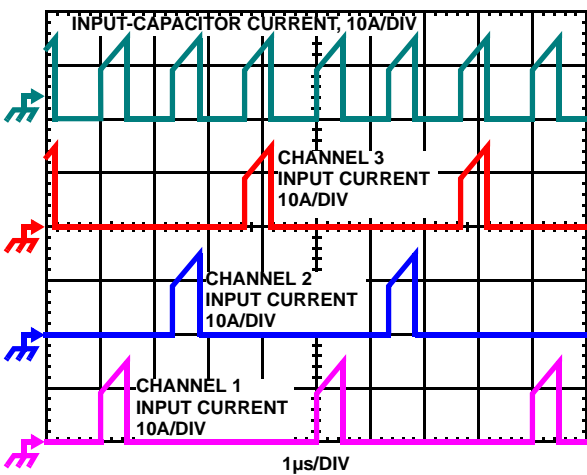 INPUT-CAPACITOR CURRENT, 10A/DIV
CHANNEL 3
INPUT CURRENT
10A/DIV
CHANNEL 2
INPUT CURRENT
10A/DIV
CHANNEL 1
INPUT CURRENT
10A/DIV
1µs/DIV